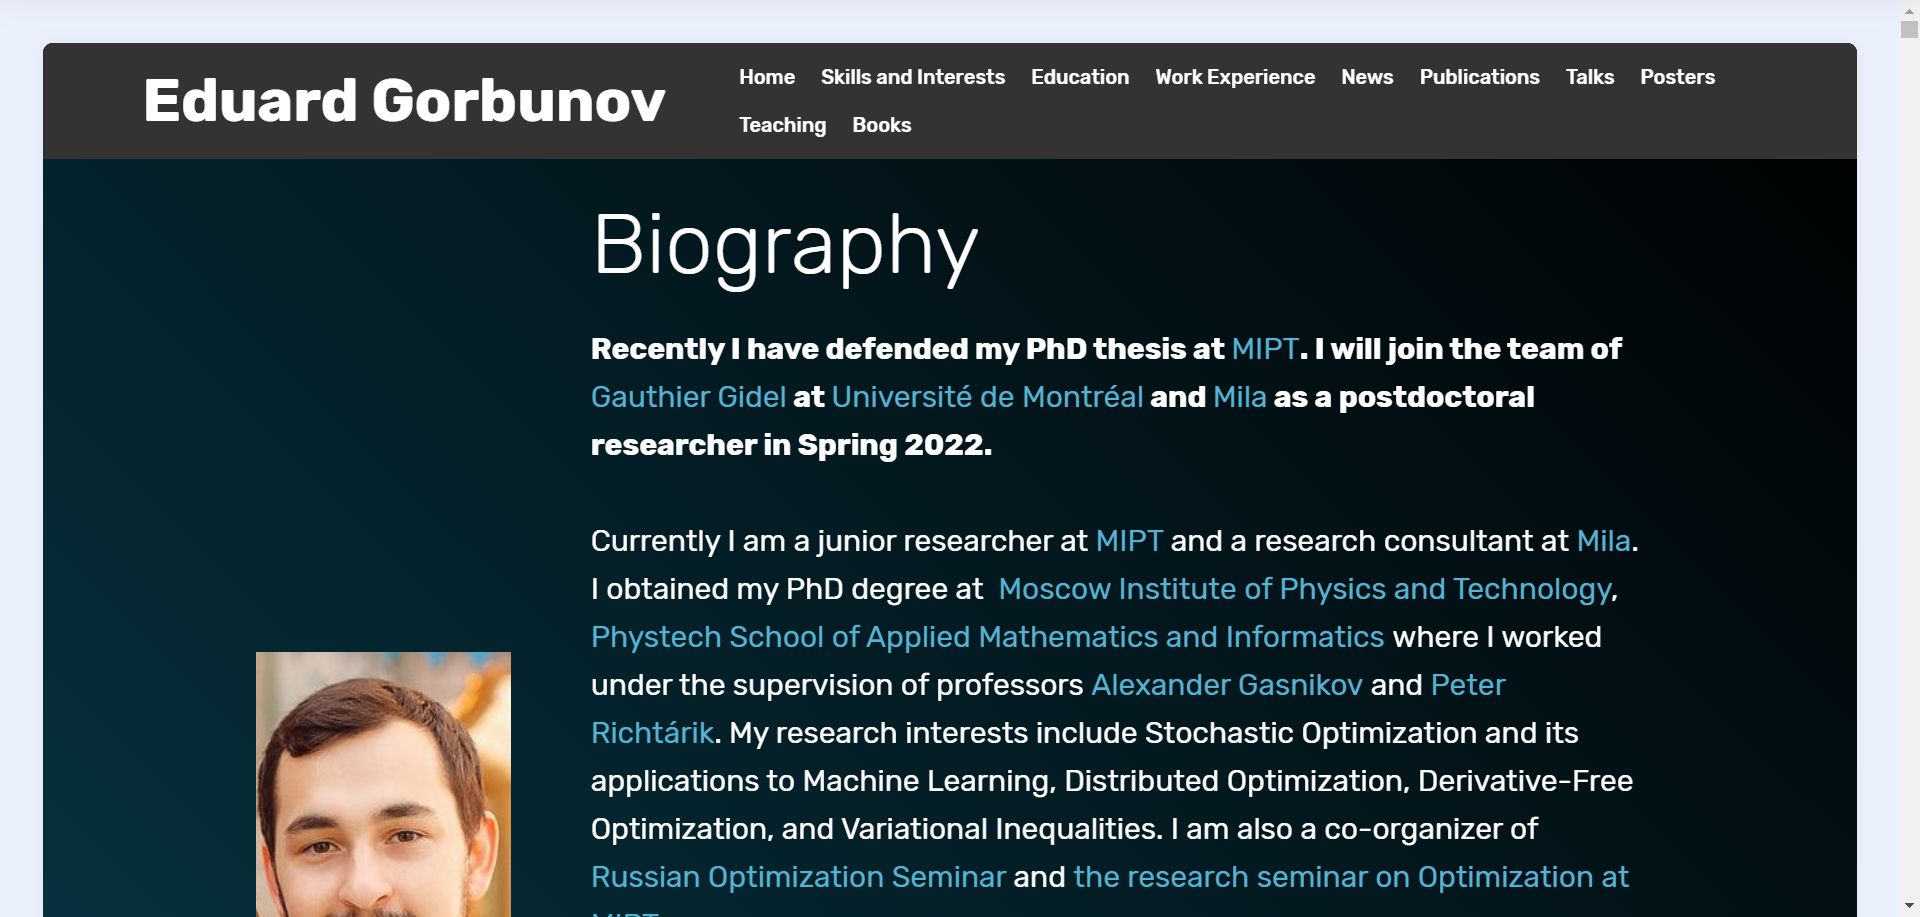 Eduard Gorbunov
Home Skills and Interests Education Work Experience News Publications Talks Posters
Teaching Books
Biography
Recently I have defended my PhD thesis at MIPT. I will join the team of
Gauthier Gidel at Université de Montréal and Mila as a postdoctoral
researcher in Spring 2022.
Currently I am a junior researcher at MIPT and a research consultant at Mila.
I obtained my PhD degree at Moscow Institute of Physics and Technology,
Phystech School of Applied Mathematics and Informatics where I worked
under the supervision of professors Alexander Gasnikov and Peter
Richtárik. My research interests include Stochastic Optimization and its
applications to Machine Learning, Distributed Optimization, Derivative-Free
Optimization, and Variational Inequalities. I am also a co-organizer of
Russian Optimization Seminar and the research seminar on Optimization at